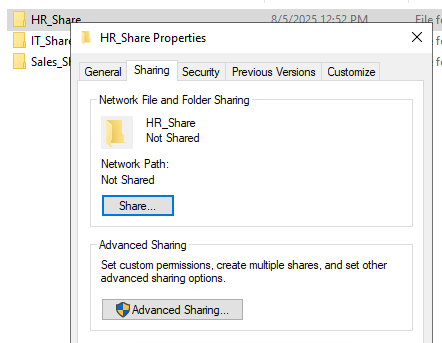 HR_Share
8/5/2025 12:52 PM
File fo
IT_Share
Sales_Sh
HR_Share Properties
General
Sharing
Security
Previous Versions
Customize
Network File and Folder Sharing
HR_Share
Not Shared
Network Path:
Not Shared
Share...
Advanced Sharing
Set custom permissions, create multiple shares, and set other
advanced sharing options.
Advanced Sharing...